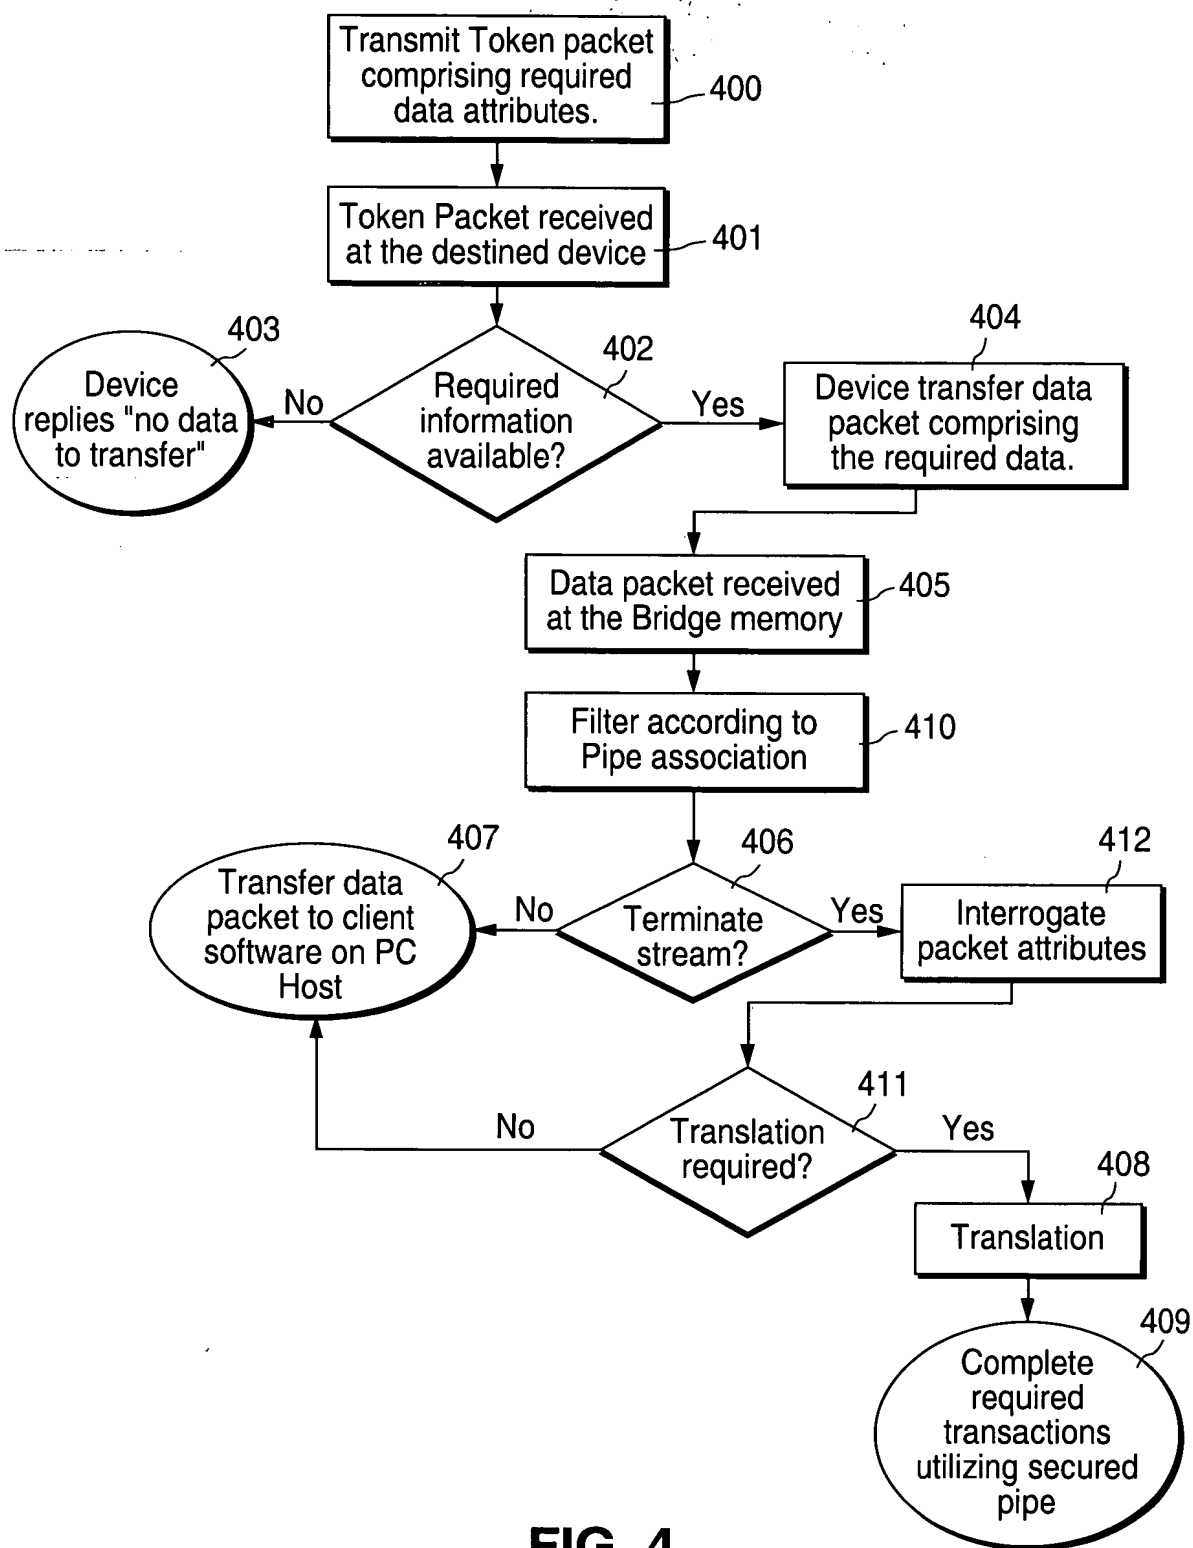 Transmit Token packet
comprising required
data attributes.
400
Token Packet received
at the destined device
401
403
Device
replies "no data
to transfer"
No
402
Required
information
available?
Yes
404
Device transfer data
packet comprising
the required data.
Data packet received
at the Bridge memory
405
Filter according to
Pipe association
410
407
Transfer data
packet to client
software on PC
Host
No
406
Terminate
stream?
Yes
412
Interrogate
packet attributes
No
411
Translation
required?
Yes
408
Translation
409
Complete
required
transactions
utilizing secured
pipe
FIG. 4